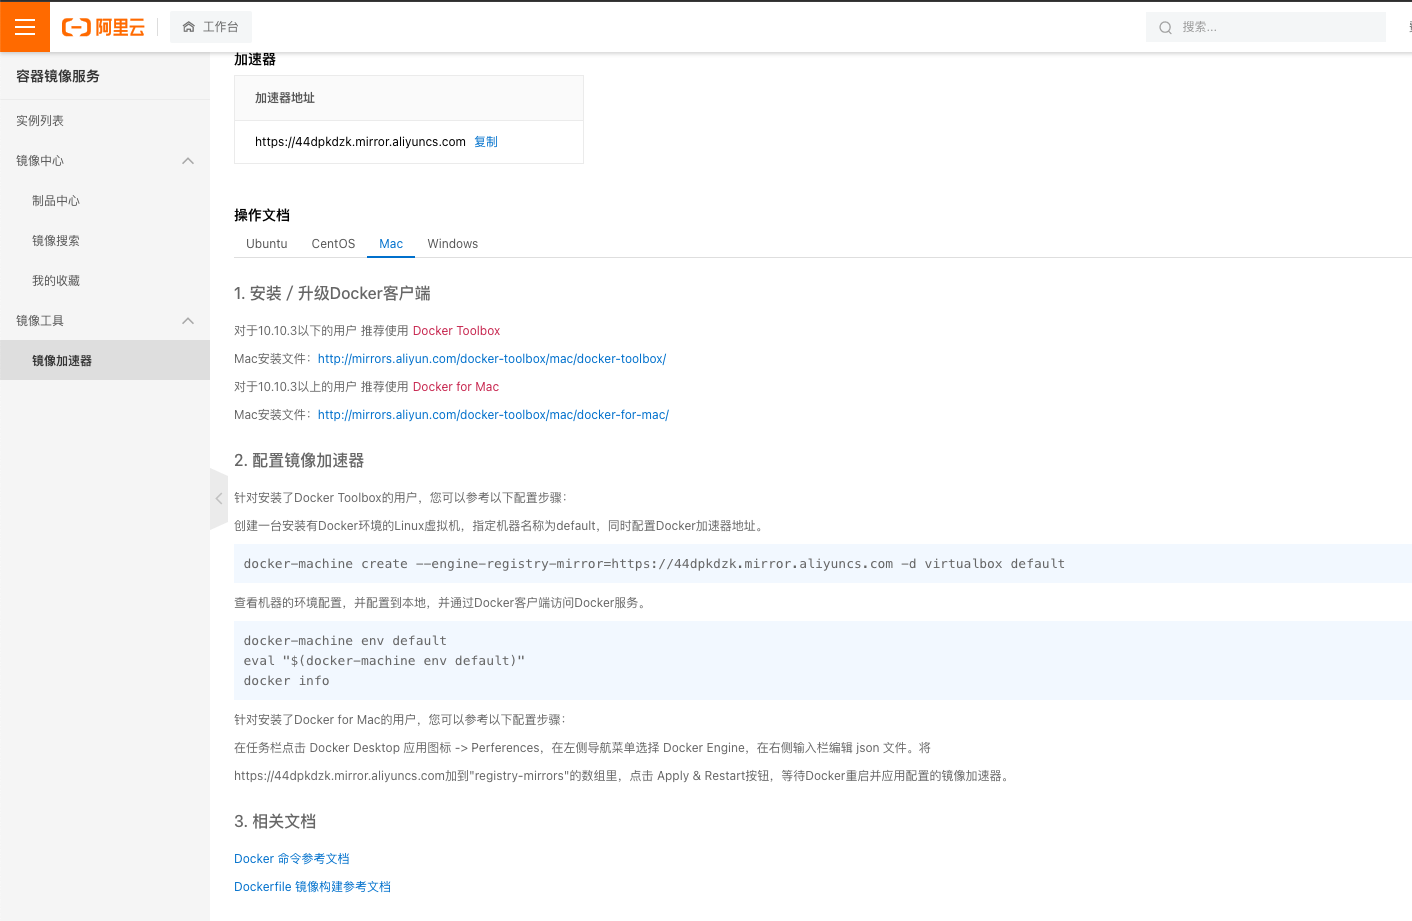 阿里云
工作台
搜索...
容器镜像服务
实例列表
镜像中心
制品中心
镜像搜索
我的收藏
镜像工具
镜像加速器
加速器
加速器地址
https://44dpkdzk.mirror.aliyuncs.com 复制
操作文档
Ubuntu CentOS Mac Windows
1. 安装 / 升级Docker客户端
对于10.10.3以下的用户 推荐使用 Docker Toolbox
Mac安装文件：http://mirrors.aliyun.com/docker-toolbox/mac/docker-toolbox/
对于10.10.3以上的用户 推荐使用 Docker for Mac
Mac安装文件：http://mirrors.aliyun.com/docker-toolbox/mac/docker-for-mac/
2. 配置镜像加速器
针对安装了Docker Toolbox的用户，您可以参考以下配置步骤：
创建一台安装有Docker环境的Linux虚拟机，指定机器名称为default，同时配置Docker加速器地址。
docker-machine create --engine-registry-mirror=https://44dpkdzk.mirror.aliyuncs.com -d virtualbox default
查看机器的环境配置，并配置到本地，并通过Docker客户端访问Docker服务。
docker-machine env default
eval "$(docker-machine env default)"
docker info
针对安装了Docker for Mac的用户，您可以参考以下配置步骤：
在任务栏点击 Docker Desktop 应用图标 -> Perferences，在左侧导航菜单选择 Docker Engine，在右侧输入栏编辑 json 文件。将
https://44dpkdzk.mirror.aliyuncs.com加到"registry-mirrors"的数组里，点击 Apply & Restart按钮，等待Docker重启并应用配置的镜像加速器。
3. 相关文档
Docker 命令参考文档
Dockerfile 镜像构建参考文档